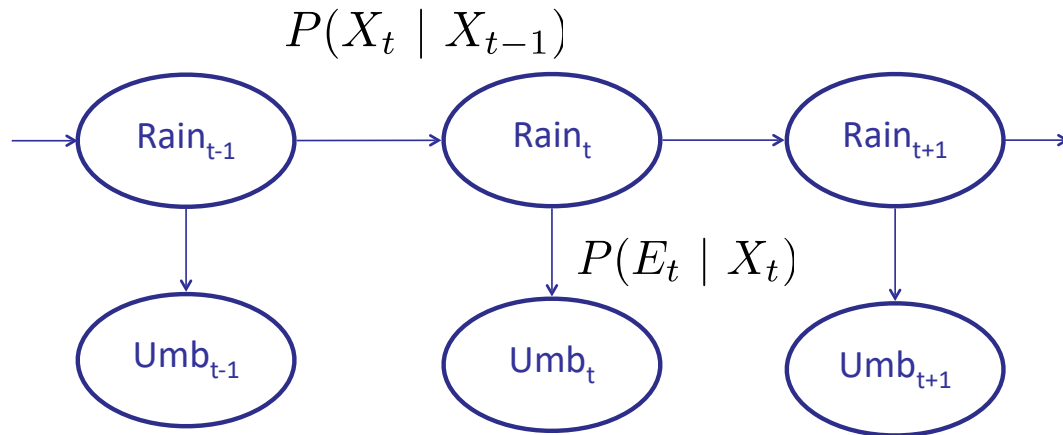 P(X_t | X_{t−1})
Rain_{t-1}
Rain_t
Rain_{t+1}
P(E_t | X_t)
Umb_{t-1}
Umb_t
Umb_{t+1}